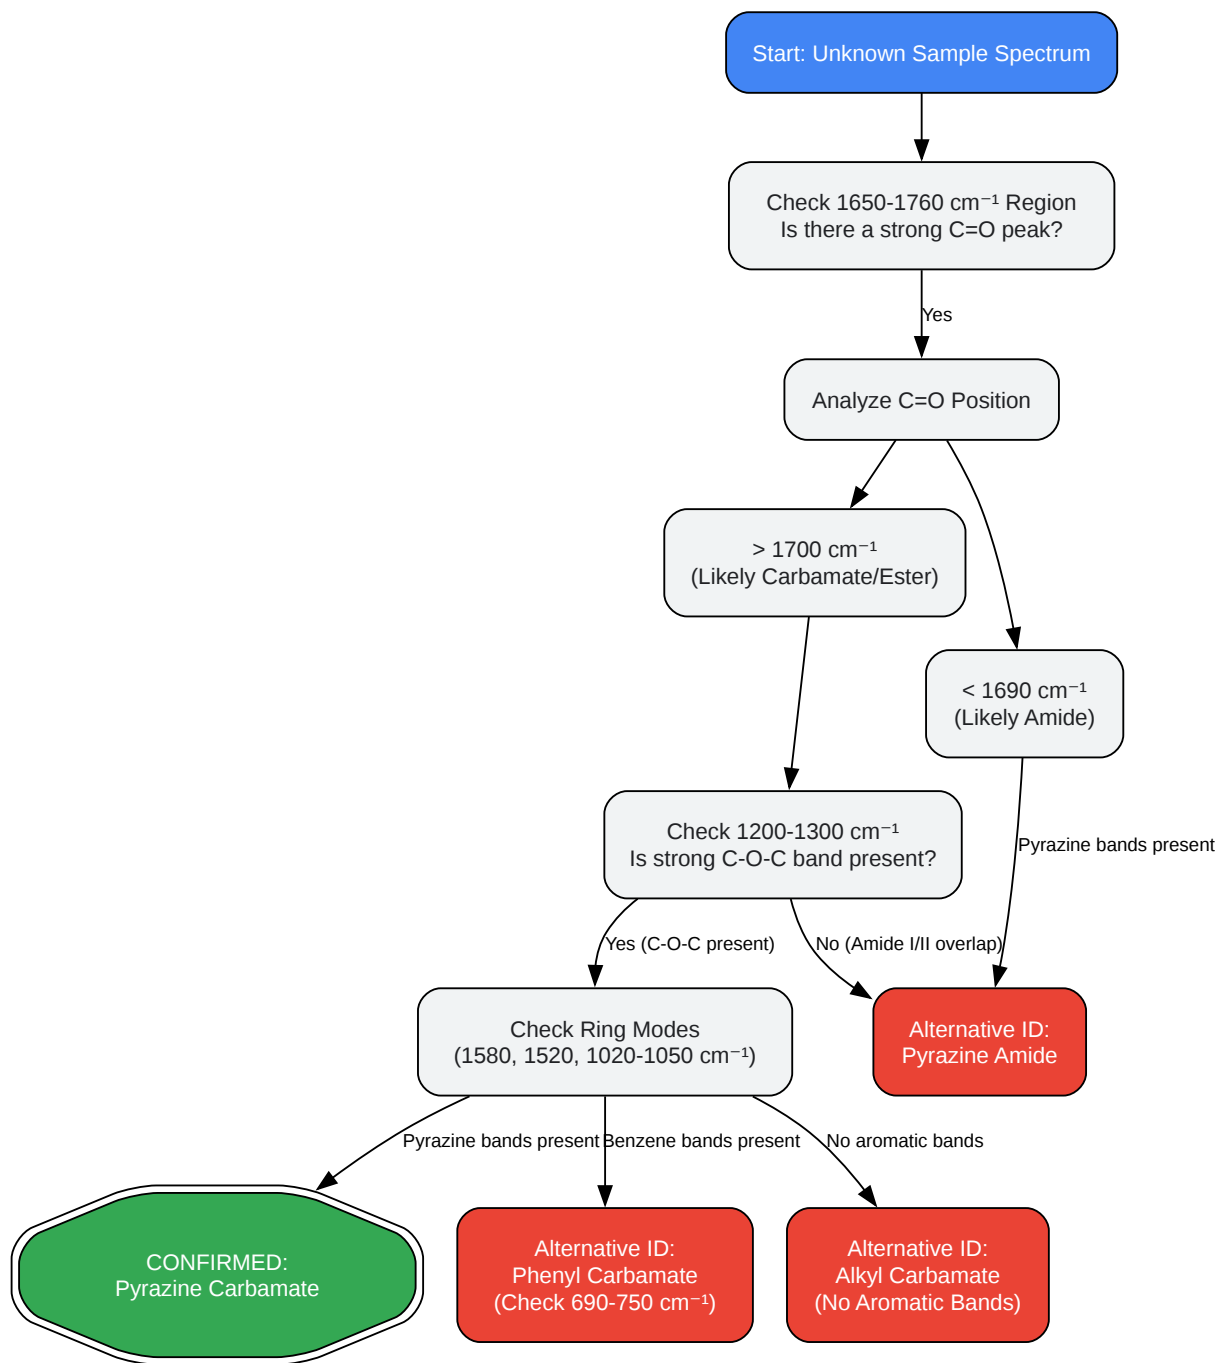 Start: Unknown Sample Spectrum
Check 1650-1760 cm⁻¹ Region
Is there a strong C=O peak?
Yes
Analyze C=O Position
> 1700 cm⁻¹
(Likely Carbamate/Ester)
< 1690 cm⁻¹
(Likely Amide)
Check 1200-1300 cm⁻¹
Is strong C-O-C band present?
Pyrazine bands present
Yes (C-O-C present)
No (Amide I/II overlap)
Check Ring Modes
(1580, 1520, 1020-1050 cm⁻¹)
Alternative ID:
Pyrazine Amide
Pyrazine bands present
Benzene bands present
No aromatic bands
CONFIRMED:
Pyrazine Carbamate
Alternative ID:
Phenyl Carbamate
(Check 690-750 cm⁻¹)
Alternative ID:
Alkyl Carbamate
(No Aromatic Bands)